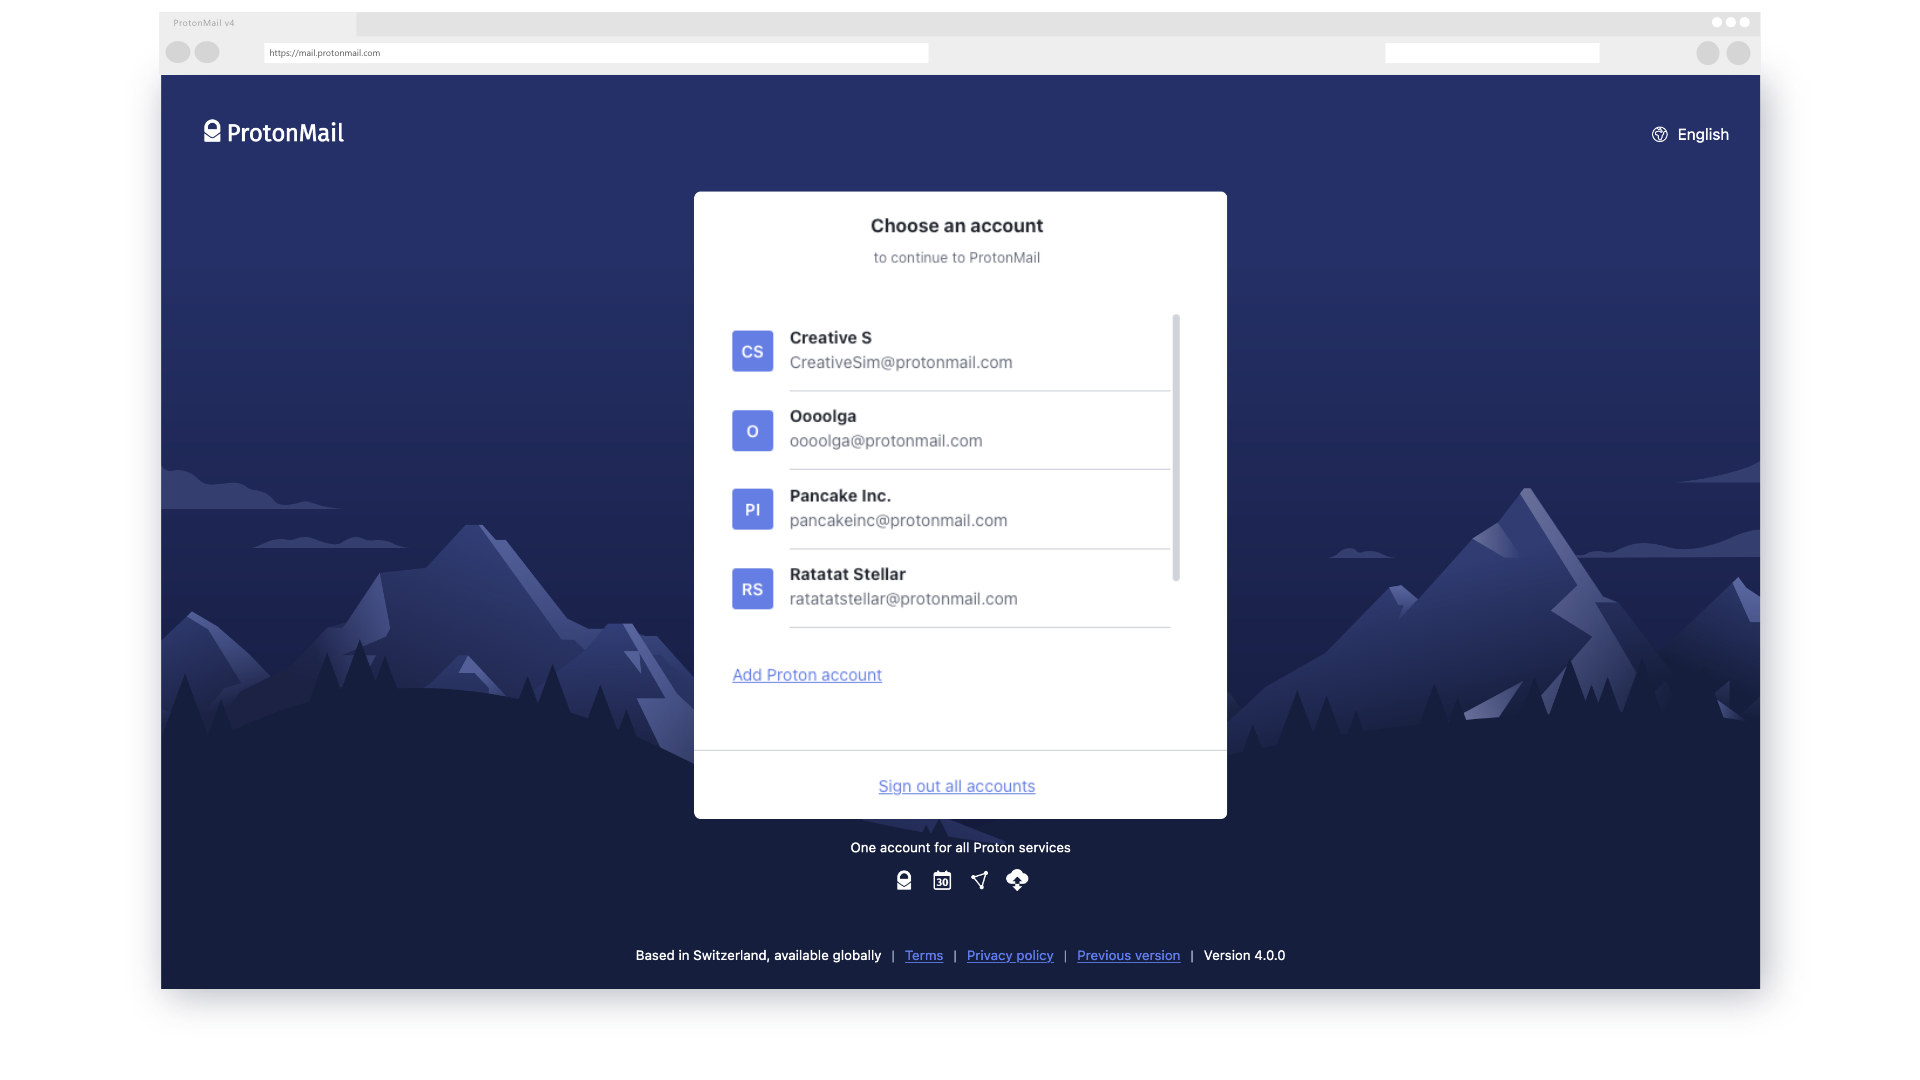 ProtonMail v4
https://mail.protonmail.com
ProtonMail
English
Choose an account
to continue to ProtonMail
CS
Creative S
CreativeSim@protonmail.com
O
Oooolga
oooolga@protonmail.com
PI
Pancake Inc.
pancakeinc@protonmail.com
RS
Ratatat Stellar
ratatatstellar@protonmail.com
Add Proton account
Sign out all accounts
One account for all Proton services
30
Based in Switzerland, available globally | Terms | Privacy policy | Previous version | Version 4.0.0